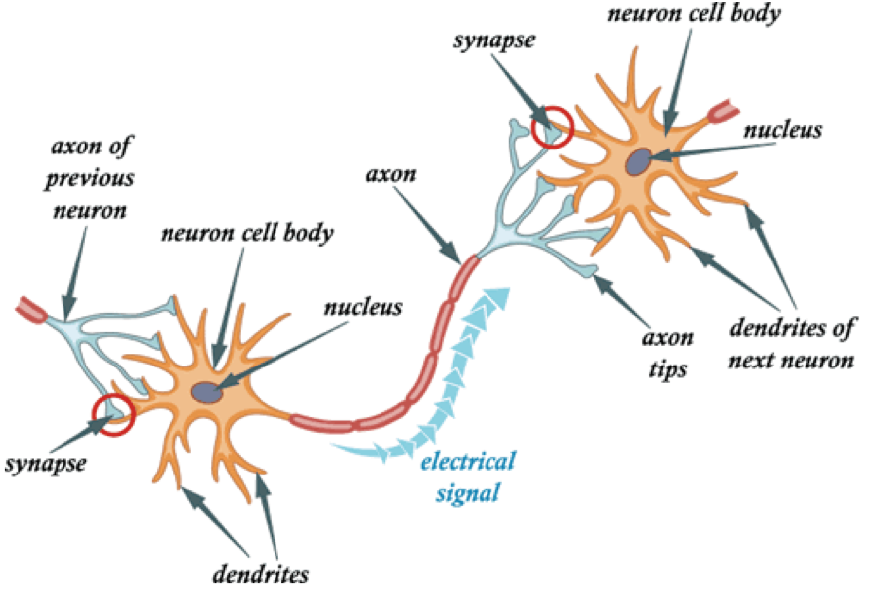 neuron cell body
synapse
nucleus
axon of
previous
neuron
axon
neuron cell body
nucleus
axon
tips
dendrites of
next neuron
synapse
electrical
signal
dendrites